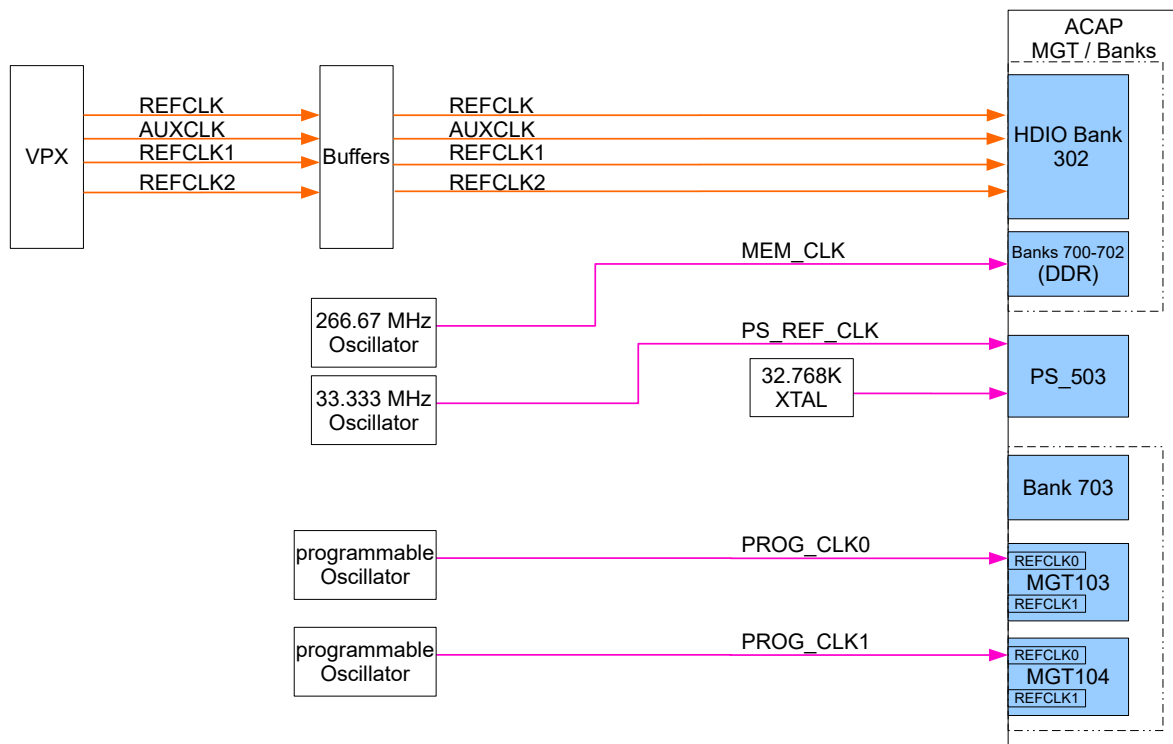 ACAP
MGT / Banks
VPX
REFCLK
AUXCLK
REFCLK1
REFCLK2
Buffers
REFCLK
AUXCLK
REFCLK1
REFCLK2
HDIO Bank
302
MEM_CLK
Banks 700-702
(DDR)
266.67 MHz
Oscillator
PS_REF_CLK
33.333 MHz
Oscillator
32.768K
XTAL
PS_503
Bank 703
programmable
Oscillator
PROG_CLK0
REFCLK0
MGT103
REFCLK1
programmable
Oscillator
PROG_CLK1
REFCLK0
MGT104
REFCLK1